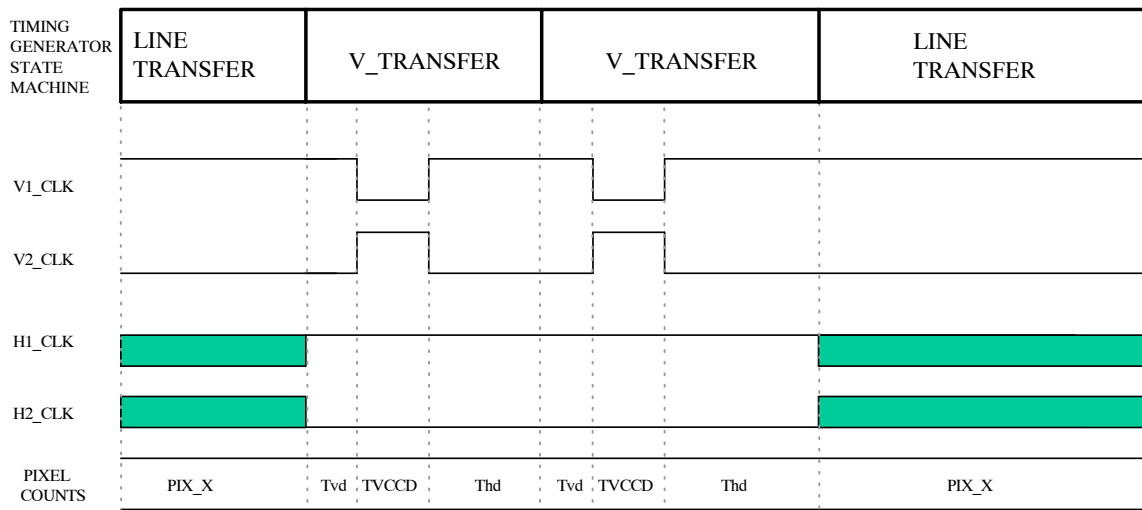 TIMING
GENERATOR
STATE
MACHINE
LINE
TRANSFER
V_TRANSFER
V_TRANSFER
LINE
TRANSFER
V1_CLK
V2_CLK
H1_CLK
H2_CLK
PIXEL
COUNTS
PIX_X
Tvd
TVCCD
Thd
Tvd
TVCCD
Thd
PIX_X